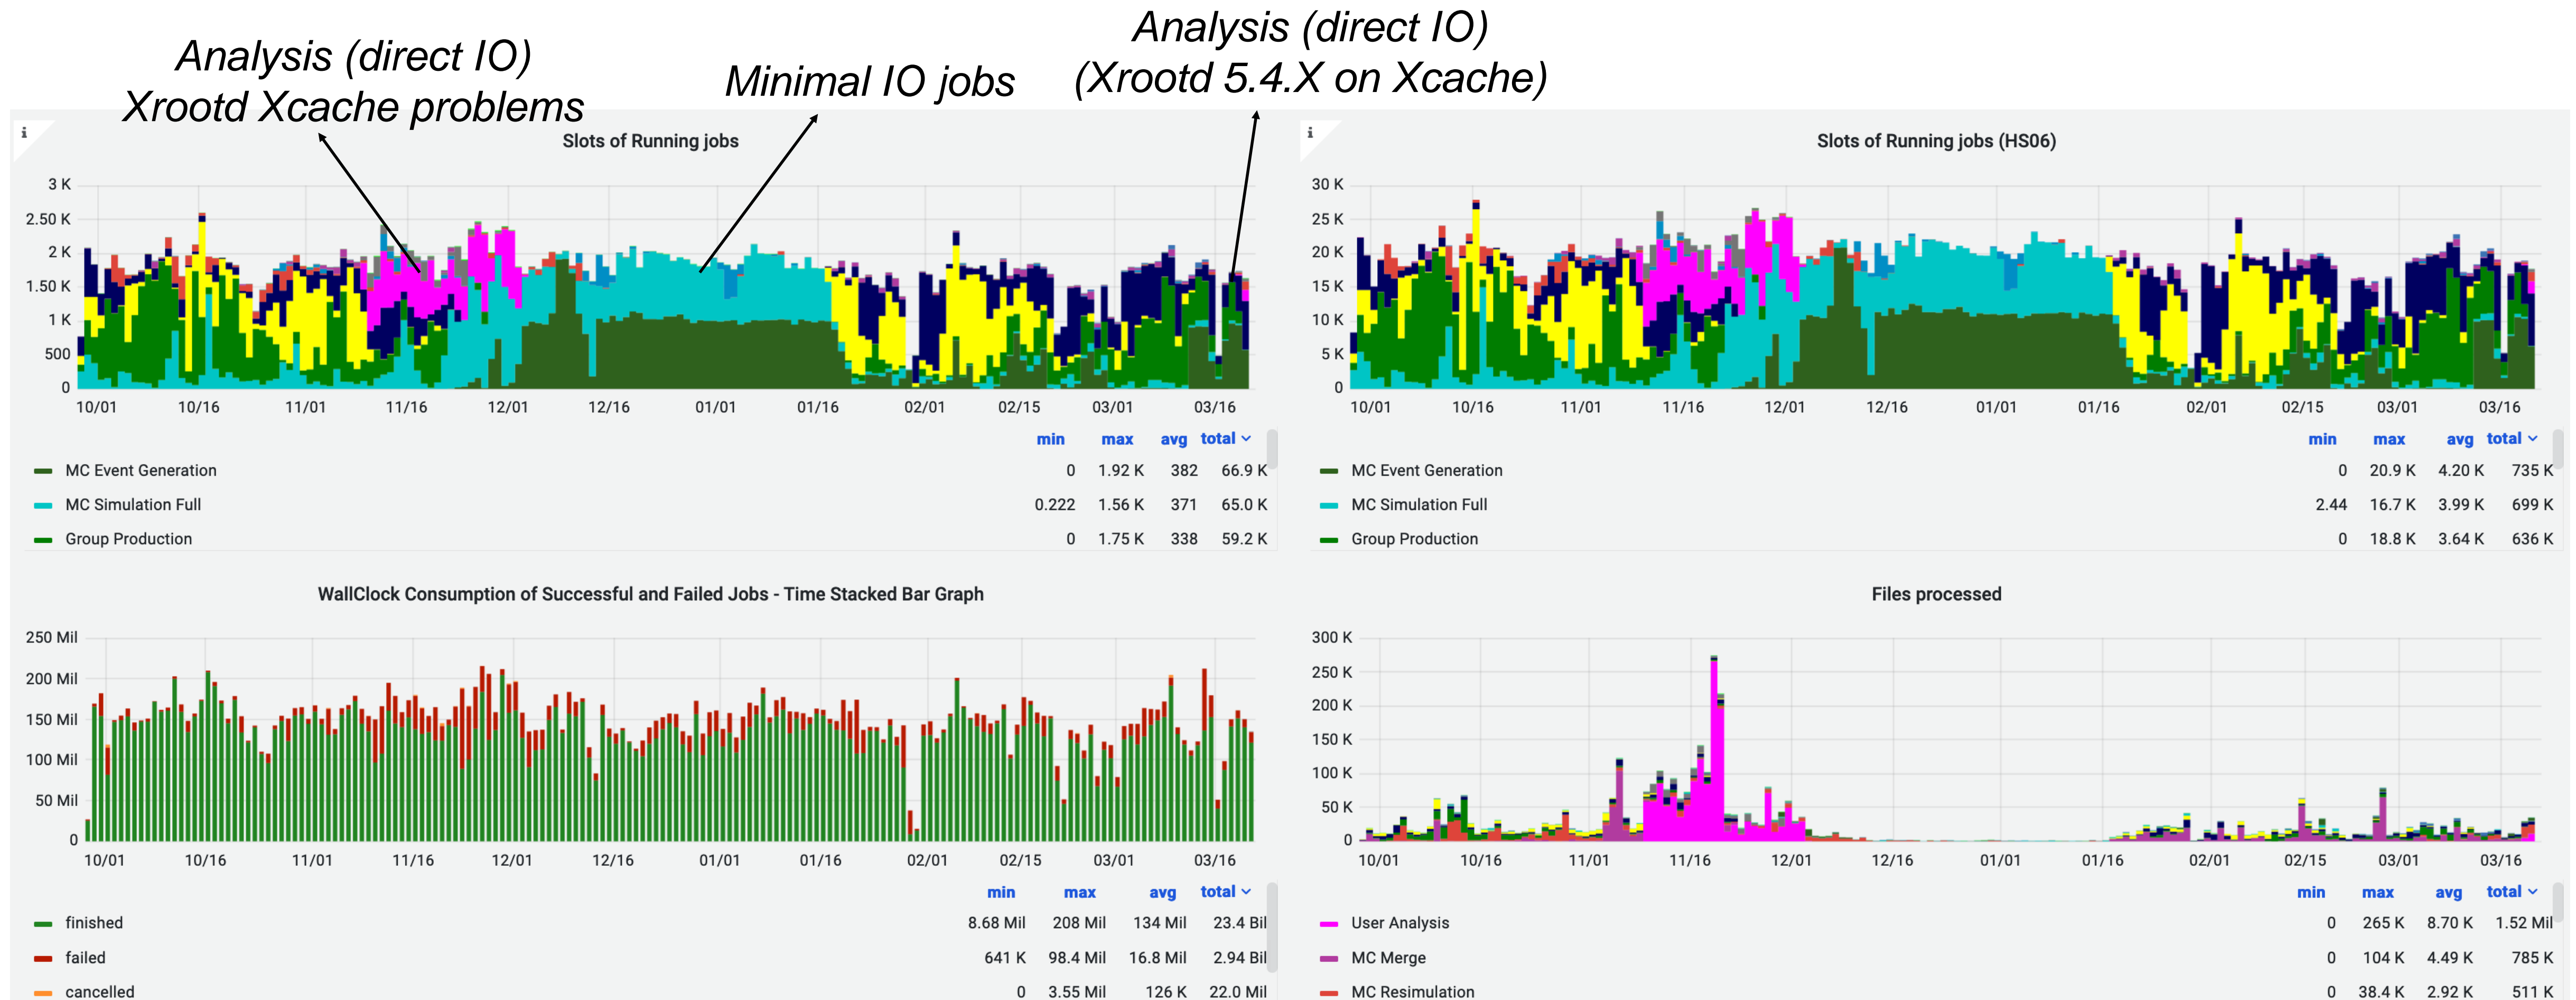 Analysis (direct IO)
Xrootd Xcache problems
Minimal IO jobs
Analysis (direct IO)
(Xrootd 5.4.X on Xcache)
i
Slots of Running jobs
3 K
2.50 K
2 K
1.50 K
1 K
500
0
10/01 10/16 11/01 11/16 12/01 12/16 01/01 01/16 02/01 02/15 03/01 03/16
min max avg total
MC Event Generation 0 1.92 K 382 66.9 K
MC Simulation Full 0.222 1.56 K 371 65.0 K
Group Production 0 1.75 K 338 59.2 K
i
Slots of Running jobs (HS06)
30 K
25 K
20 K
15 K
10 K
5 K
0
10/01 10/16 11/01 11/16 12/01 12/16 01/01 01/16 02/01 02/15 03/01 03/16
min max avg total
MC Event Generation 0 20.9 K 4.20 K 735 K
MC Simulation Full 2.44 16.7 K 3.99 K 699 K
Group Production 0 18.8 K 3.64 K 636 K
WallClock Consumption of Successful and Failed Jobs - Time Stacked Bar Graph
250 Mil
200 Mil
150 Mil
100 Mil
50 Mil
0
10/01 10/16 11/01 11/16 12/01 12/16 01/01 01/16 02/01 02/15 03/01 03/16
min max avg total
finished 8.68 Mil 208 Mil 134 Mil 23.4 Bil
failed 641 K 98.4 Mil 16.8 Mil 2.94 Bil
cancelled 0 3.55 Mil 126 K 22.0 Mil
Files processed
300 K
250 K
200 K
150 K
100 K
50 K
0
10/01 10/16 11/01 11/16 12/01 12/16 01/01 01/16 02/01 02/15 03/01 03/16
min max avg total
User Analysis 0 265 K 8.70 K 1.52 Mil
MC Merge 0 104 K 4.49 K 785 K
MC Resimulation 0 38.4 K 2.92 K 511 K